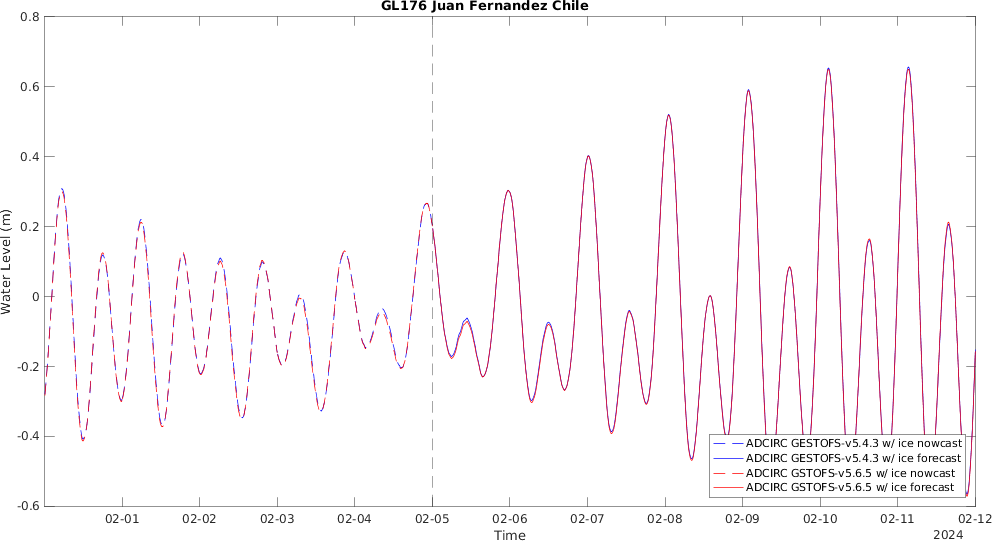 GL176 Juan Fernandez Chile
Water Level (m)
0.8
0.6
0.4
0.2
0
-0.2
-0.4
-0.6
ADCIRC GESTOFS-v5.4.3 w/ ice nowcast
ADCIRC GESTOFS-v5.4.3 w/ ice forecast
ADCIRC GSTOFS-v5.6.5 w/ ice nowcast
ADCIRC GSTOFS-v5.6.5 w/ ice forecast
02-01 02-02 02-03 02-04 02-05 02-06 02-07 02-08 02-09 02-10 02-11 02-12
Time
2024